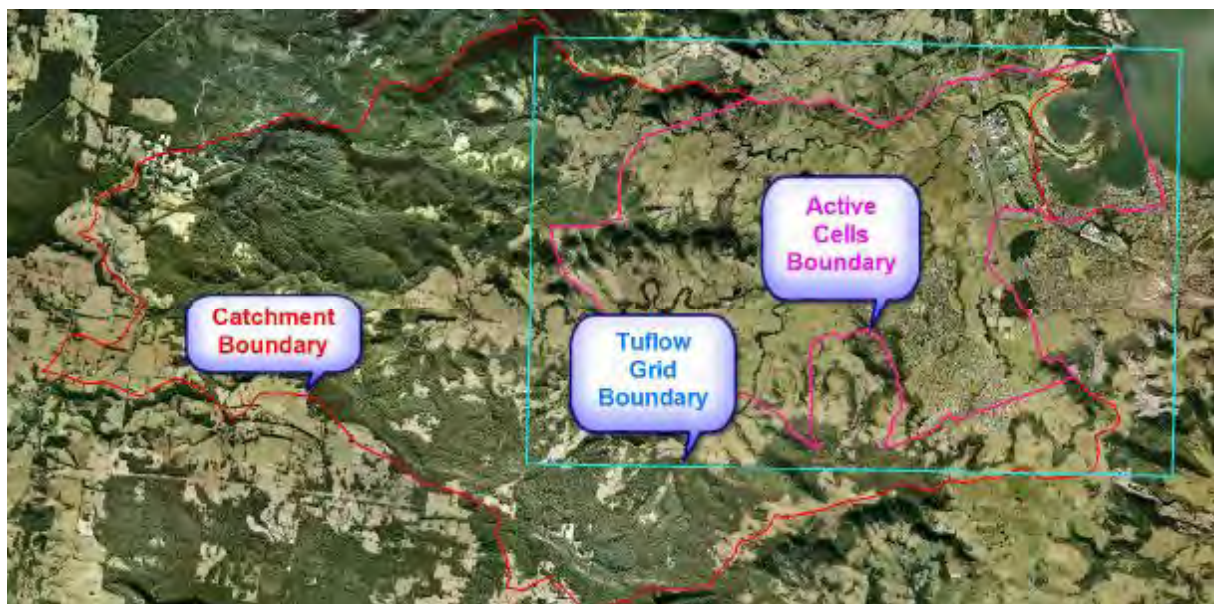 Active
Cells
Boundary
Catchment
Boundary
Tuflow
Grid
Boundary